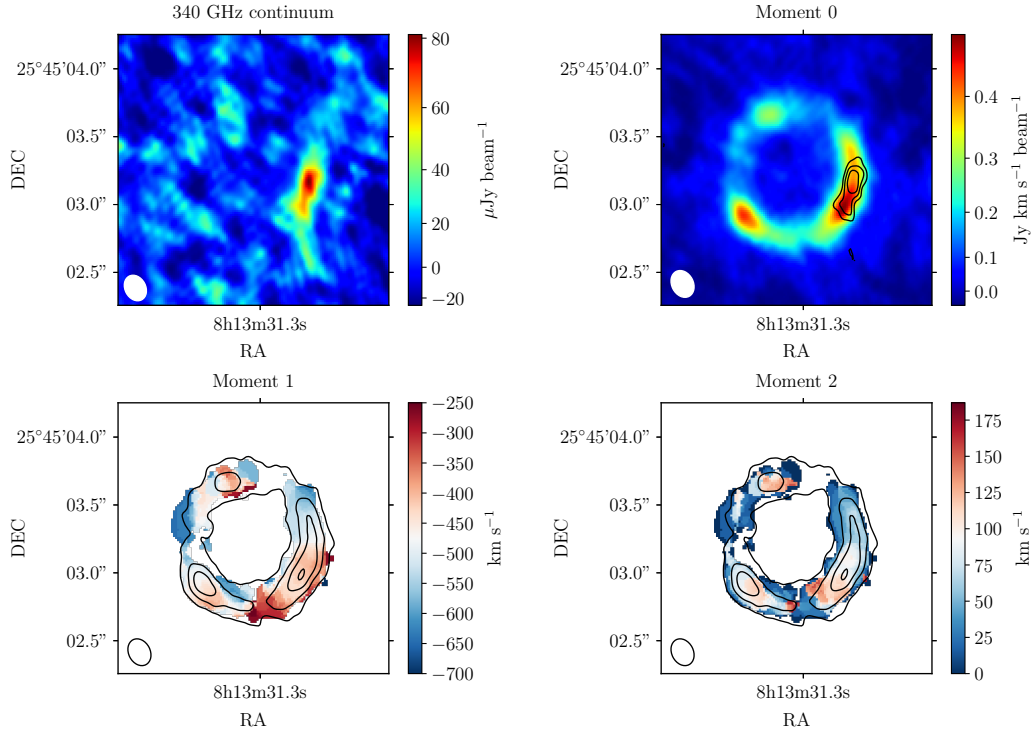 340 GHz continuum
25°45'04.0"
03.5"
03.0"
02.5"
DEC
8h13m31.3s
RA
80
60
40
20
0
−20
μJy beam⁻¹
Moment 0
25°45'04.0"
03.5"
03.0"
02.5"
DEC
8h13m31.3s
RA
0.4
0.3
0.2
0.1
0.0
Jy km s⁻¹ beam⁻¹
Moment 1
25°45'04.0"
03.5"
03.0"
02.5"
DEC
8h13m31.3s
RA
−250
−300
−350
−400
−450
−500
−550
−600
−650
−700
km s⁻¹
Moment 2
25°45'04.0"
03.5"
03.0"
02.5"
DEC
8h13m31.3s
RA
175
150
125
100
75
50
25
0
km s⁻¹